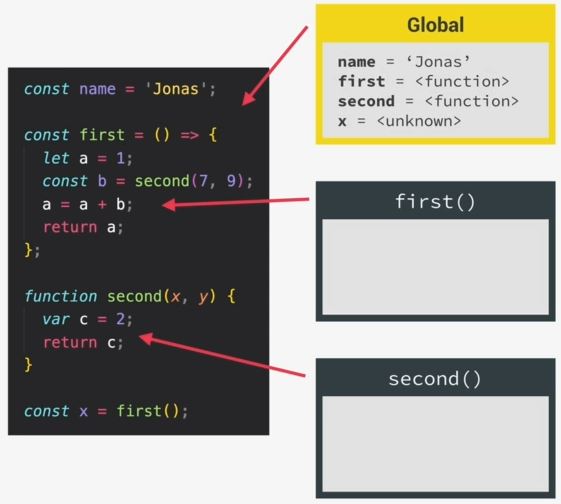 const name = 'Jonas';
const first = () => {
let a = 1;
const b = second(7, 9);
a = a + b;
return a;
};
function second(x, y) {
var c = 2;
return c;
}
const x = first();
Global
name = ‘Jonas’
first = <function>
second = <function>
x = <unknown>
first()
second()